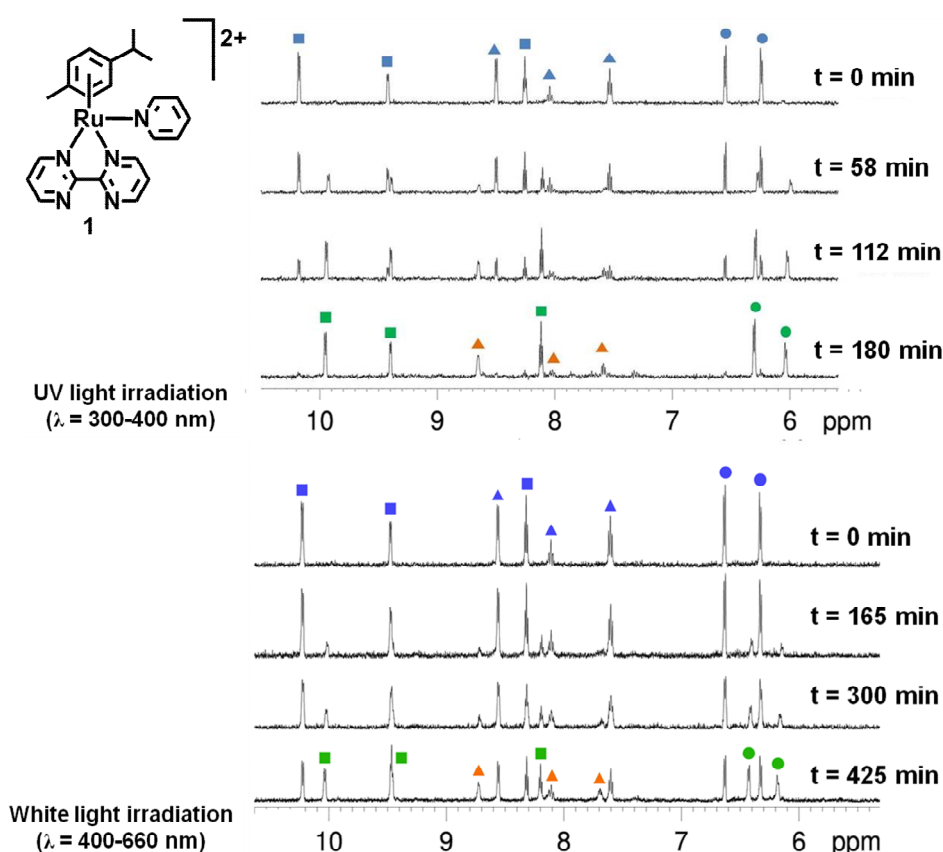 2+
Ru
N
N
N
N
N
1
t = 0 min
t = 58 min
t = 112 min
t = 180 min
UV light irradiation
(λ = 300-400 nm)
10 9 8 7 6 ppm
t = 0 min
t = 165 min
t = 300 min
t = 425 min
White light irradiation
(λ = 400-660 nm)
10 9 8 7 6 ppm